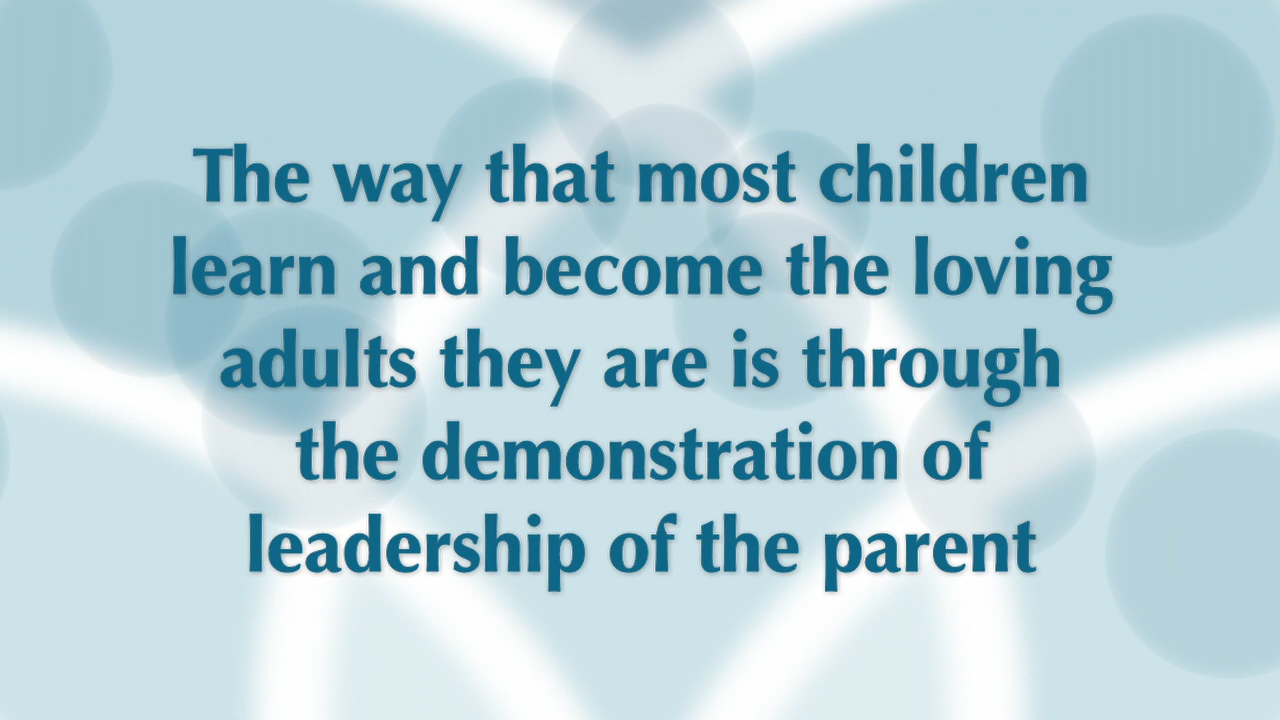 The way that most children
learn and become the loving
adults they are is through
the demonstration of
leadership of the parent